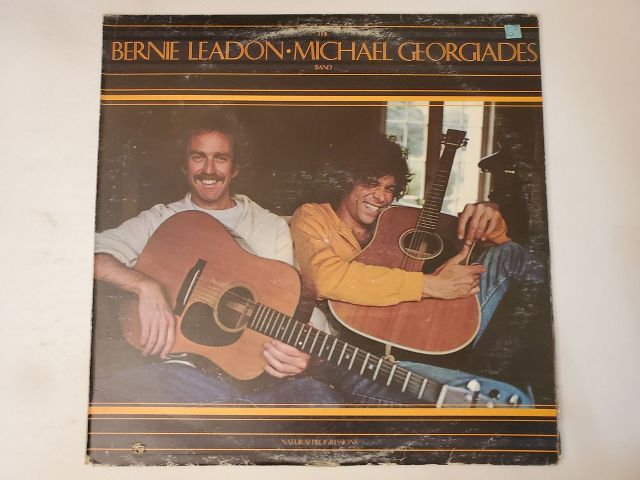 THE
BERNIE LEADON • MICHAEL GEORGIADES
BAND
NATURAL PROGRESSIONS